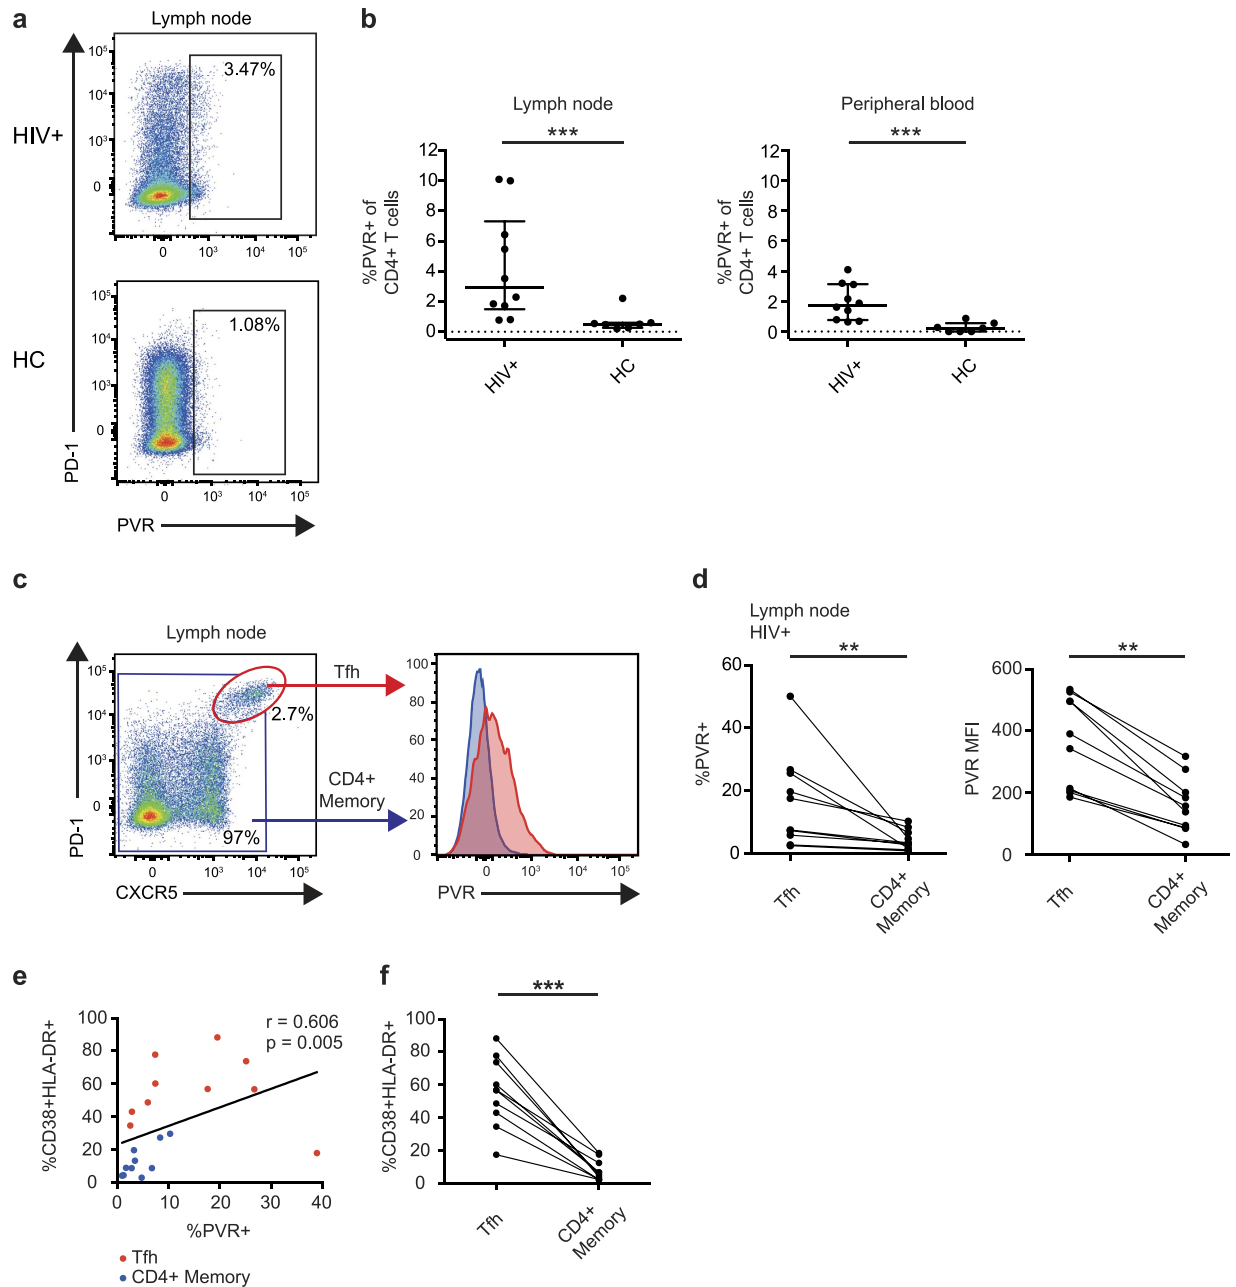 a
Lymph node
HIV+
10⁵
10⁴
10³
0
3.47%
0
10³
10⁴
10⁵
HC
10⁵
10⁴
10³
0
1.08%
0
10³
10⁴
10⁵
PD-1
PVR
b
Lymph node
***
%PVR+ of
CD4+ T cells
12
10
8
6
4
2
0
HIV+
HC
Peripheral blood
***
%PVR+ of
CD4+ T cells
12
10
8
6
4
2
0
HIV+
HC
c
Lymph node
10⁵
10⁴
10³
0
2.7%
97%
0
10³
10⁴
10⁵
PD-1
CXCR5
Tfh
CD4+
Memory
100
80
60
40
20
0
0
10³
10⁴
10⁵
PVR
d
Lymph node
HIV+
**
%PVR+
60
40
20
0
Tfh
CD4+
Memory
**
PVR MFI
600
400
200
0
Tfh
CD4+
Memory
e
%CD38+HLA-DR+
100
80
60
40
20
0
r = 0.606
p = 0.005
0
10
20
30
40
%PVR+
Tfh
CD4+ Memory
f
***
%CD38+HLA-DR+
100
80
60
40
20
0
Tfh
CD4+
Memory